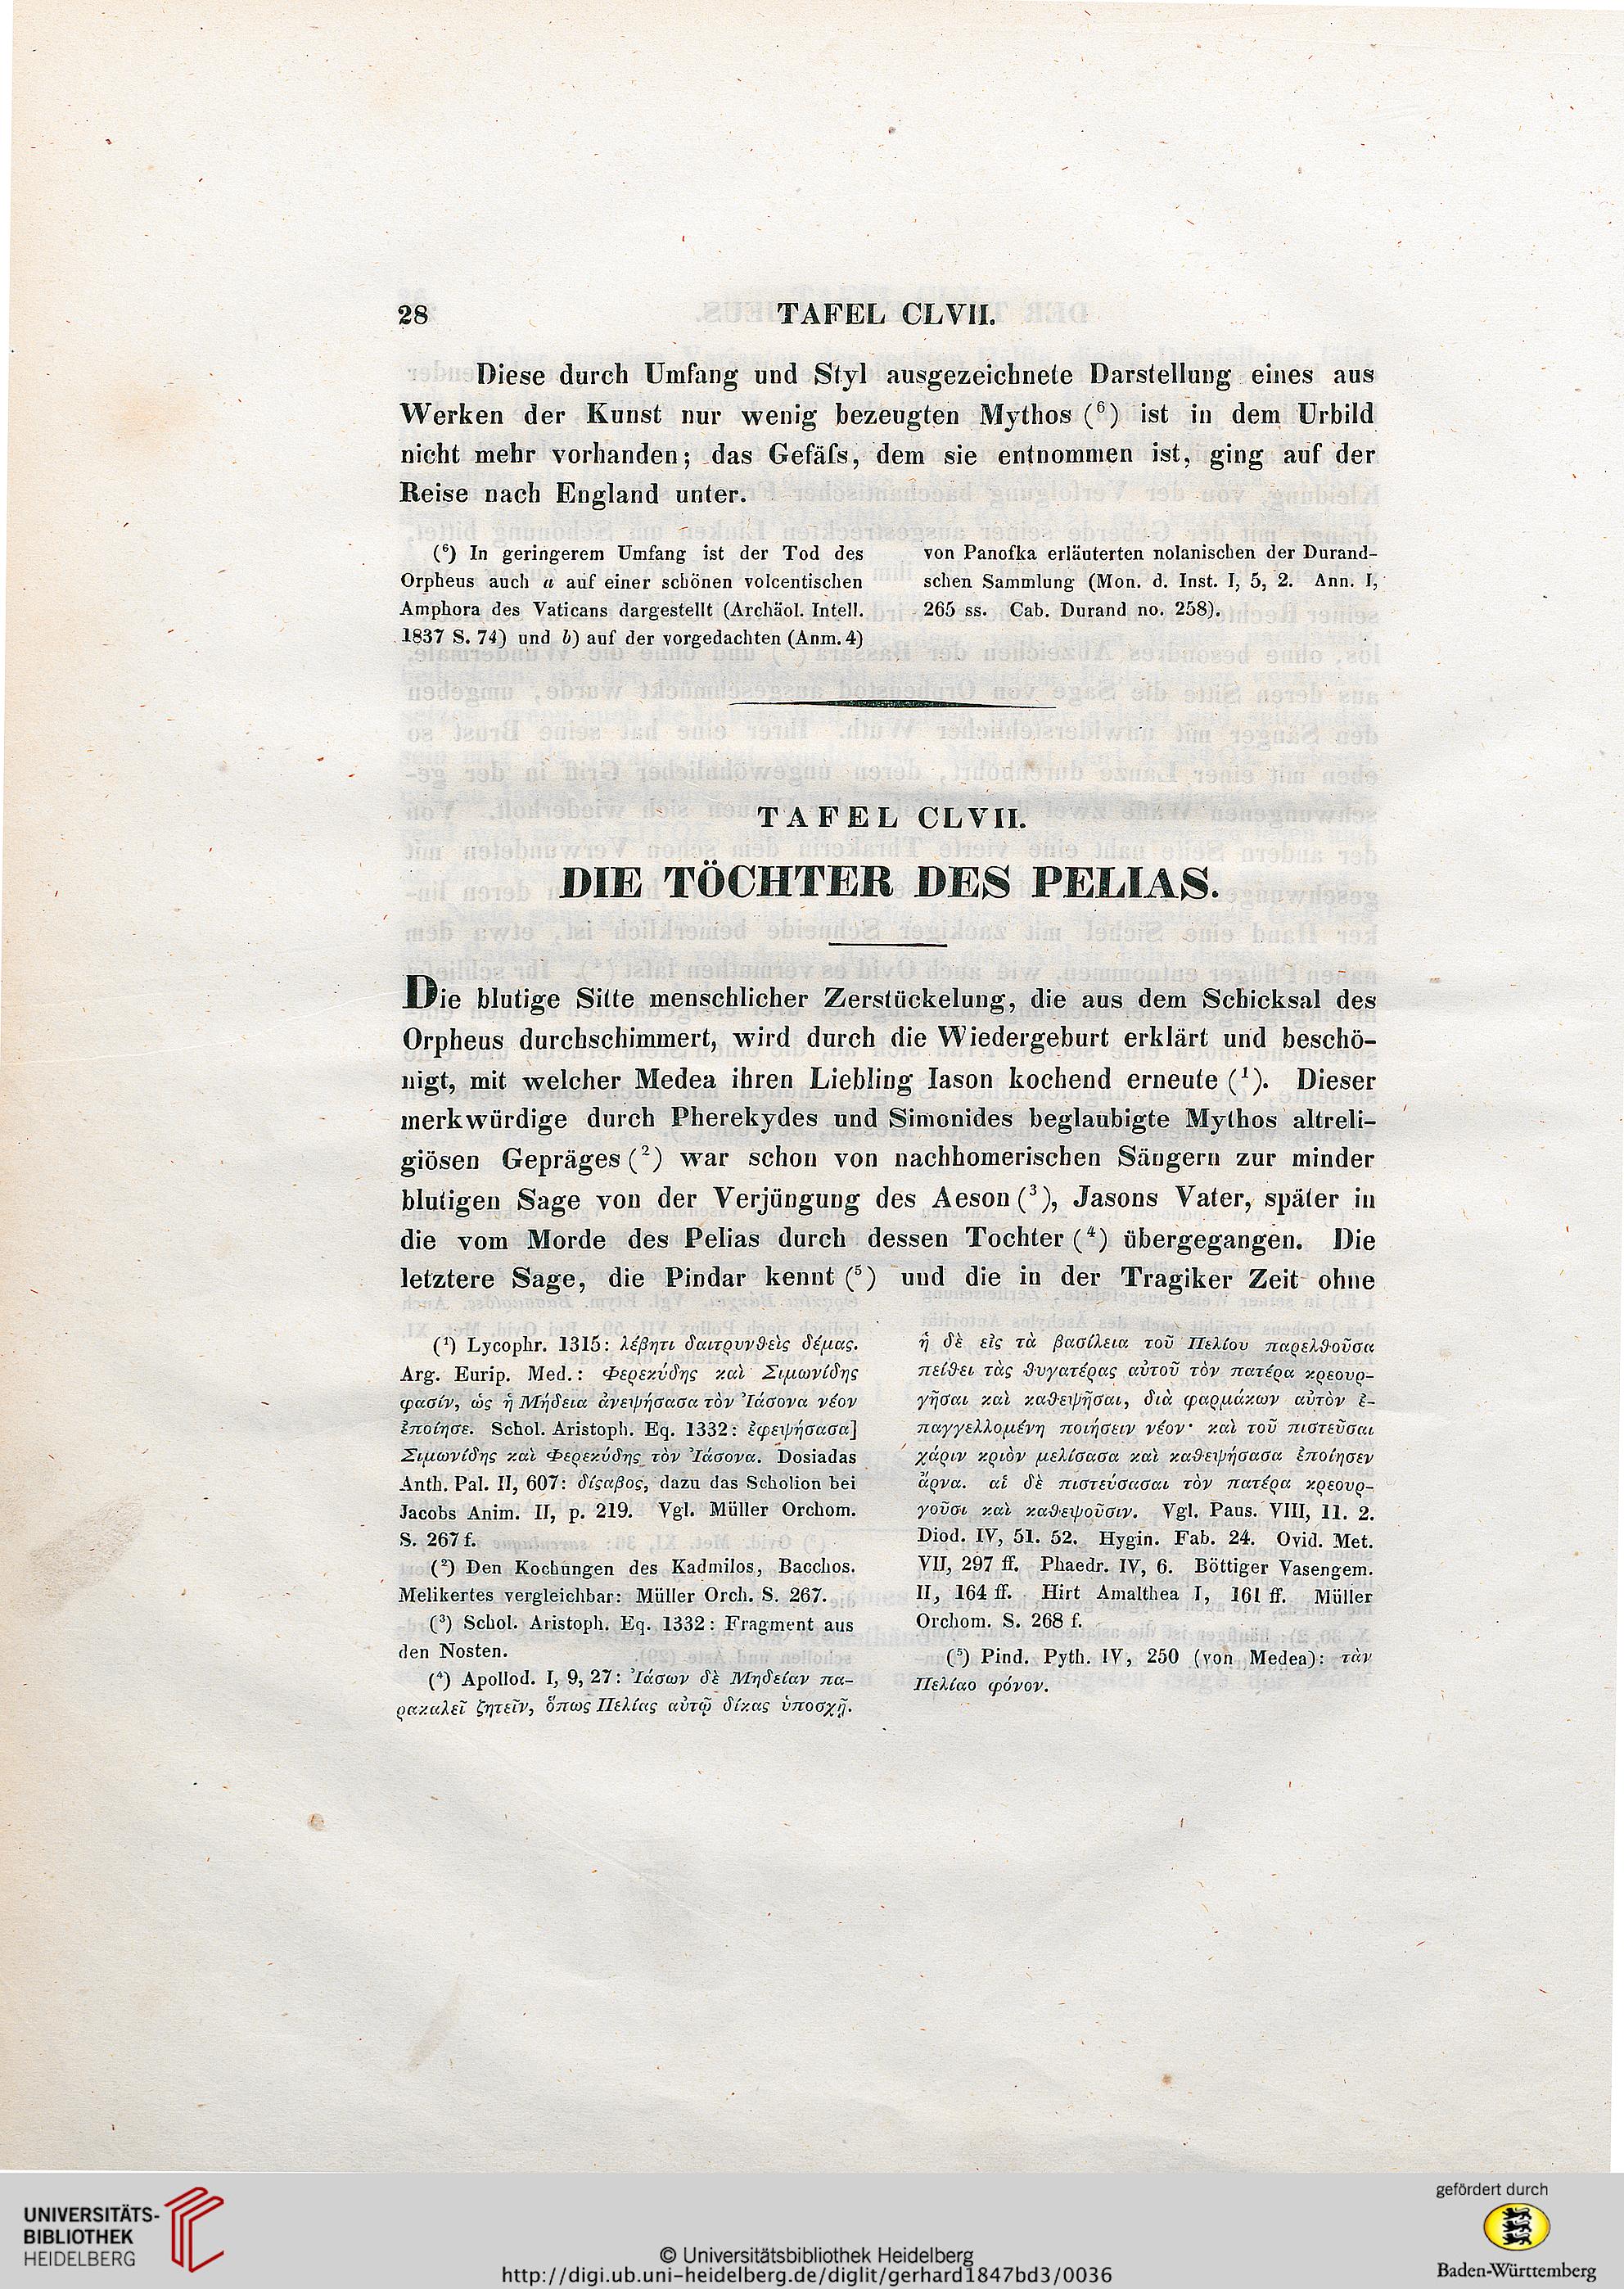 28 TAFEL CLVII.
Diese durch Umfang und Styl ausgezeichnete Darstellung eines aus
Werken der Kunst nur wenig bezeugten Mythos (⁶) ist in dem Urbild
nicht mehr vorhanden; das Gefäſs, dem sie entnommen ist, ging auf der
Reise nach England unter.
(⁶) In geringerem Umfang ist der Tod des
Orpheus auch a auf einer schönen volcentischen
Amphora des Vaticans dargestellt (Archäol. Intell.
1837 S. 74) und b) auf der vorgedachten (Anm. 4)
von Panofka erläuterten nolanischen der Durand-
schen Sammlung (Mon. d. Inst. I, 5, 2. Ann. I,
265 ss. Cab. Durand no. 258).
TAFEL CLVII.
DIE TÖCHTER DES PELIAS.
Die blutige Sitte menschlicher Zerstückelung, die aus dem Schicksal des
Orpheus durchschimmert, wird durch die Wiedergeburt erklärt und beschö-
nigt, mit welcher Medea ihren Liebling Iason kochend erneute (¹). Dieser
merkwürdige durch Pherekydes und Simonides beglaubigte Mythos altreli-
giösen Gepräges (²) war schon von nachhomerischen Sängern zur minder
blutigen Sage von der Verjüngung des Aeson (³), Jasons Vater, später in
die vom Morde des Pelias durch dessen Tochter (⁴) übergegangen. Die
letztere Sage, die Pindar kennt (⁵) und die in der Tragiker Zeit ohne
(¹) Lycophr. 1315: λέβητι δαιτρυνθεὶς δέμας.
Arg. Eurip. Med.: Φερεκύδης καὶ Σιμωνίδης
φασίν, ὡς ἡ Μήδεια ἀνεψήσασα τὸν Ἰάσονα νέον
ἐποίησε. Schol. Aristoph. Eq. 1332: ἐφεψήσασα]
Σιμωνίδης καὶ Φερεκύδης τὸν Ἰάσονα. Dosiadas
Anth. Pal. II, 607: δίςαβος, dazu das Scholion bei
Jacobs Anim. II, p. 219. Vgl. Müller Orchom.
S. 267 f.
(²) Den Kochungen des Kadmilos, Bacchos.
Melikertes vergleichbar: Müller Orch. S. 267.
(³) Schol. Aristoph. Eq. 1332: Fragment aus
den Nosten.
(⁴) Apollod. I, 9, 27: Ἰάσων δὲ Μηδείαν πα-
ρακαλεῖ ζητεῖν, ὅπως Πελίας αὐτῷ δίκας ὑποσχῇ.
ἡ δὲ εἰς τὰ βασίλεια τοῦ Πελίου παρελθοῦσα
πείθει τὰς θυγατέρας αὐτοῦ τὸν πατέρα κρεουρ-
γῆσαι καὶ καθεψῆσαι, διὰ φαρμάκων αὐτὸν ἐ-
παγγελλομένη ποιήσειν νέον· καὶ τοῦ πιστεῦσαι
χάριν κριὸν μελίσασα καὶ καθεψήσασα ἐποίησεν
ἄρνα. αἱ δὲ πιστεύσασαι τὸν πατέρα κρεουρ-
γοῦσι καὶ καθεψοῦσιν. Vgl. Paus. VIII, 11. 2.
Diod. IV, 51. 52. Hygin. Fab. 24. Ovid. Met.
VII, 297 ff. Phaedr. IV, 6. Böttiger Vasengem.
II, 164 ff. Hirt Amalthea I, 161 ff. Müller
Orchom. S. 268 f.
(⁵) Pind. Pyth. IV, 250 (von Medea): τὰν
Πελίαο φόνον.
UNIVERSITÄTS-
BIBLIOTHEK
HEIDELBERG
© Universitätsbibliothek Heidelberg
http://digi.ub.uni-heidelberg.de/diglit/gerhard1847bd3/0036
gefördert durch
Baden-Württemberg